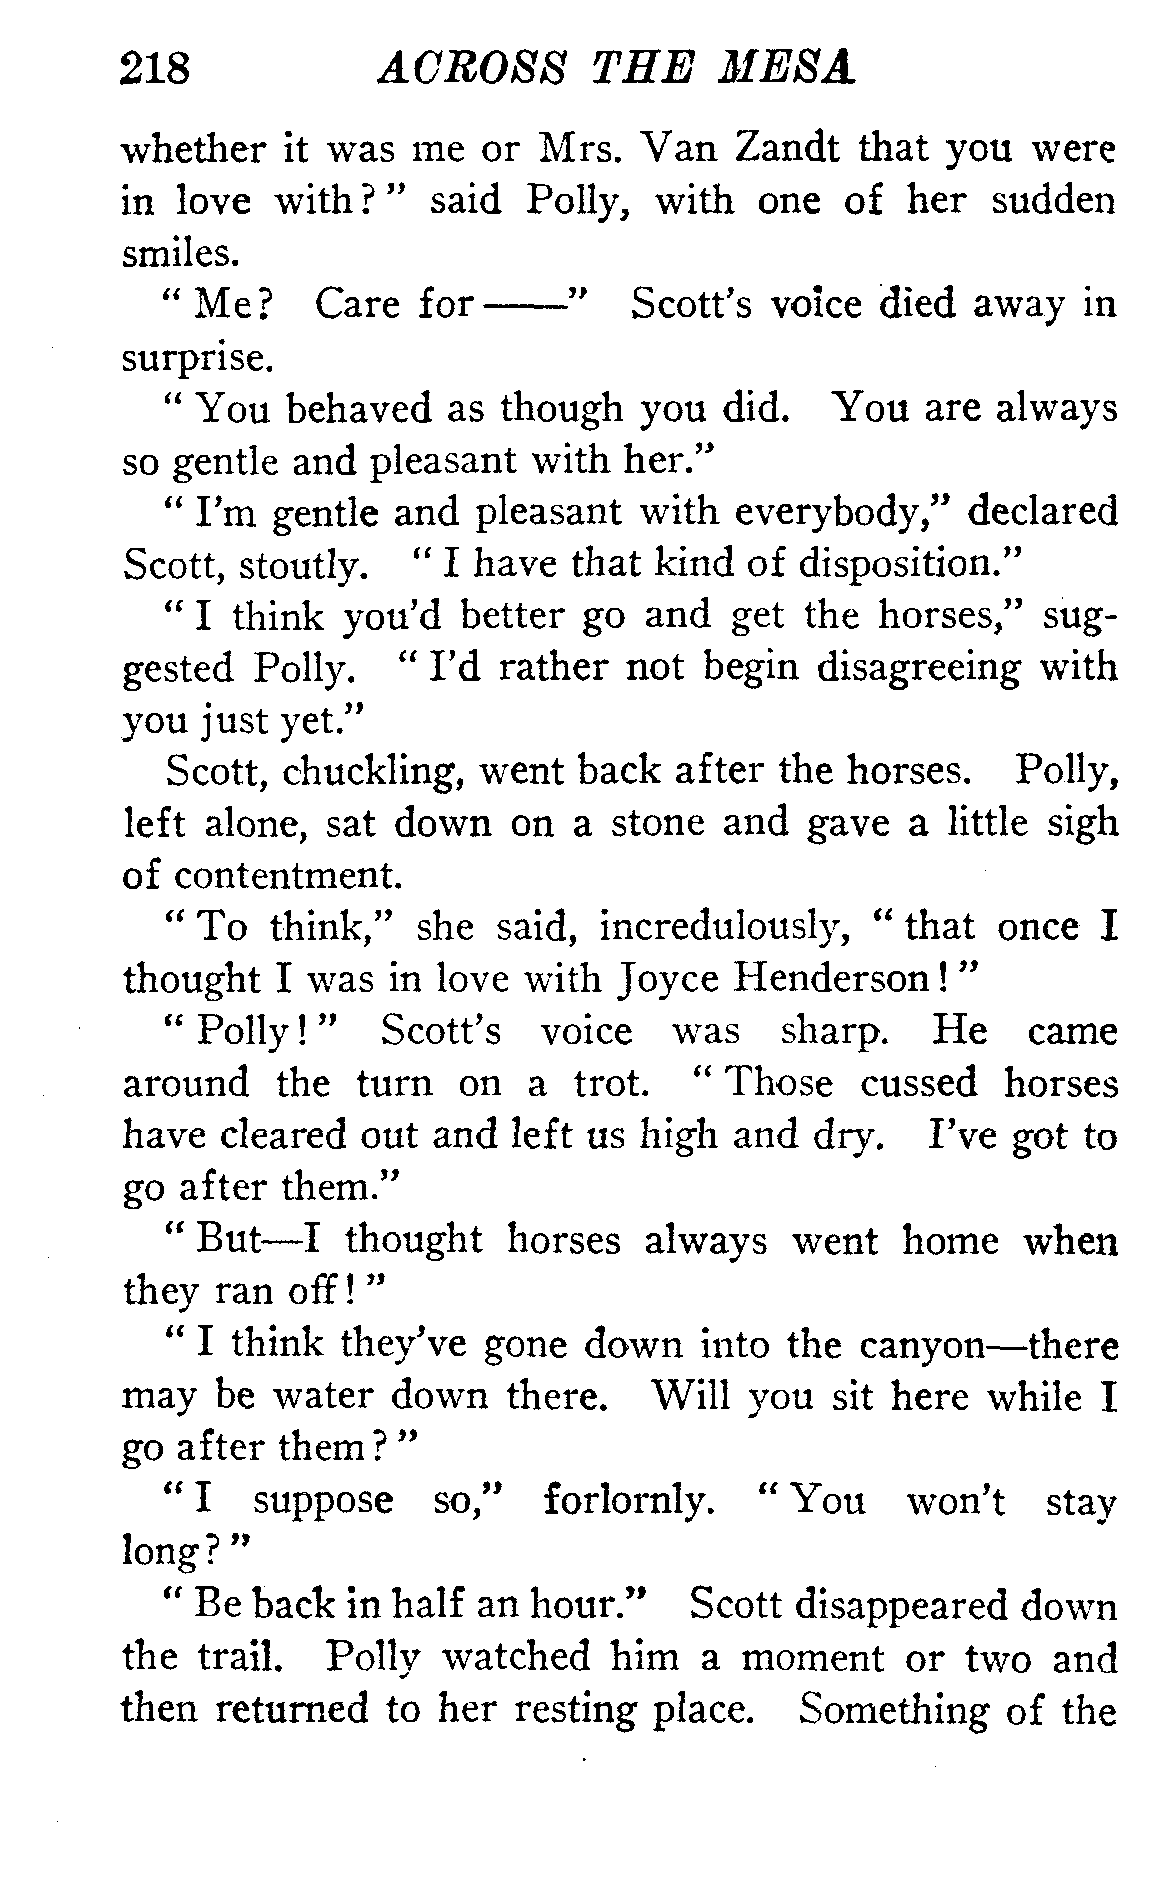 218 ACROSS THE MESA
whether it was me or Mrs. Van Zandt that you were
in love with?" said Polly, with one of her sudden
smiles.
"Me? Care for——" Scott's voice died away in
surprise.
"You behaved as though you did. You are always
so gentle and pleasant with her."
"I'm gentle and pleasant with everybody," declared
Scott, stoutly. "I have that kind of disposition."
"I think you'd better go and get the horses," sug-
gested Polly. "I'd rather not begin disagreeing with
you just yet."
Scott, chuckling, went back after the horses. Polly,
left alone, sat down on a stone and gave a little sigh
of contentment.
"To think," she said, incredulously, "that once I
thought I was in love with Joyce Henderson!"
"Polly!" Scott's voice was sharp. He came
around the turn on a trot. "Those cussed horses
have cleared out and left us high and dry. I've got to
go after them."
"But—I thought horses always went home when
they ran off!"
"I think they've gone down into the canyon—there
may be water down there. Will you sit here while I
go after them?"
"I suppose so," forlornly. "You won't stay
long?"
"Be back in half an hour." Scott disappeared down
the trail. Polly watched him a moment or two and
then returned to her resting place. Something of the